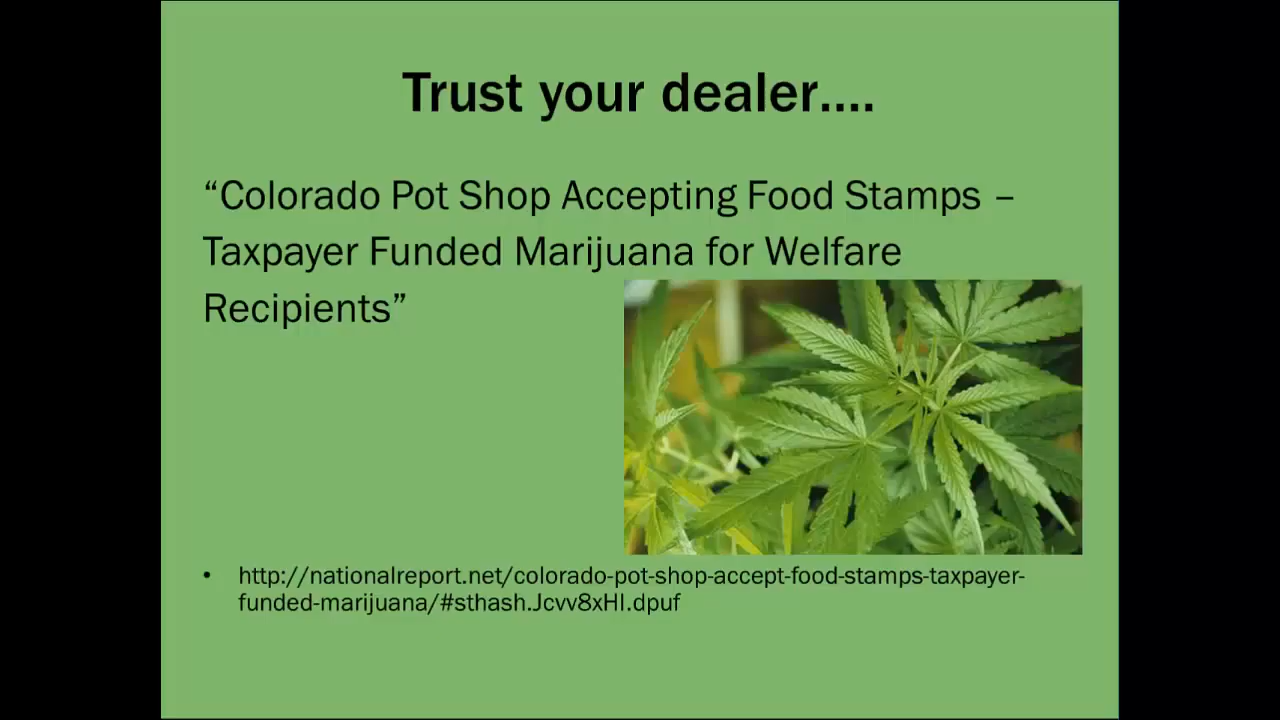 Trust your dealer....
“Colorado Pot Shop Accepting Food Stamps –
Taxpayer Funded Marijuana for Welfare
Recipients”
• http://nationalreport.net/colorado-pot-shop-accept-food-stamps-taxpayer-
funded-marijuana/#sthash.Jcvv8xHI.dpuf